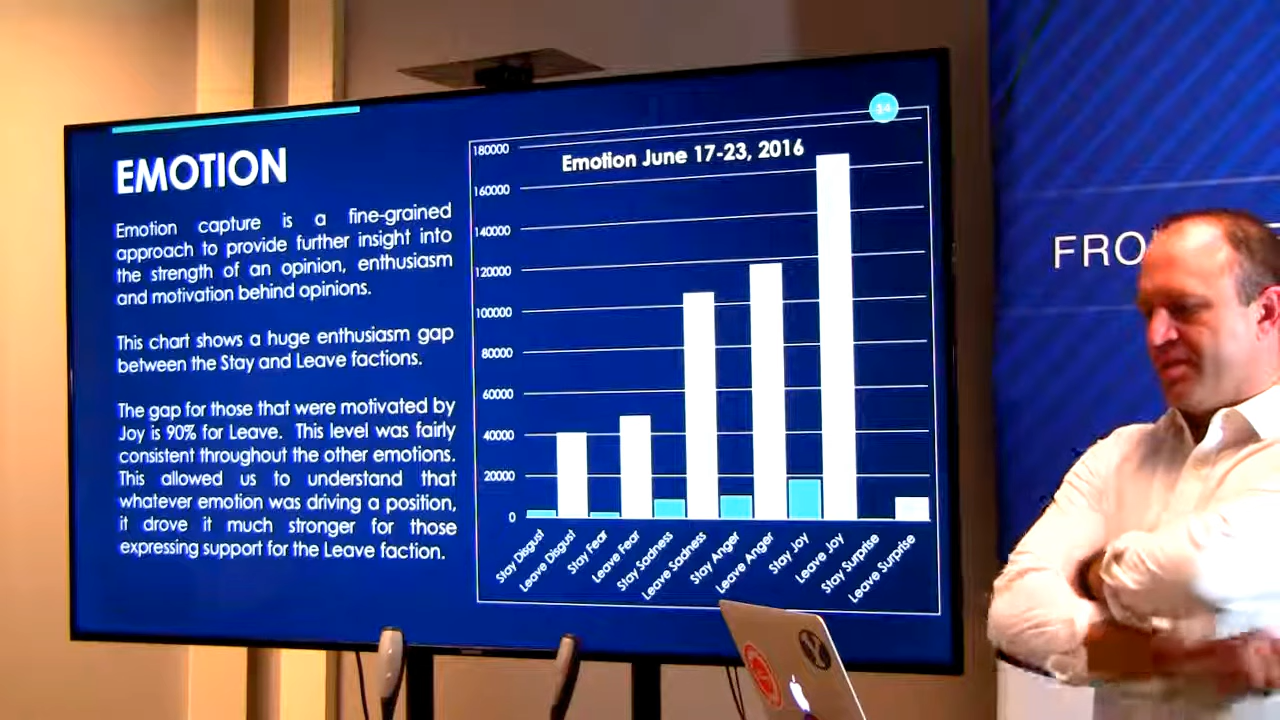 34
EMOTION
Emotion capture is a fine-grained
approach to provide further insight into
the strength of an opinion, enthusiasm
and motivation behind opinions.
This chart shows a huge enthusiasm gap
between the Stay and Leave factions.
The gap for those that were motivated by
Joy is 90% for Leave. This level was fairly
consistent throughout the other emotions.
This allowed us to understand that
whatever emotion was driving a position,
it drove it much stronger for those
expressing support for the Leave faction.
Emotion June 17-23, 2016
180000
160000
140000
120000
100000
80000
60000
40000
20000
0
Stay Disgust
Leave Disgust
Stay Fear
Leave Fear
Stay Sadness
Leave Sadness
Stay Anger
Leave Anger
Stay Joy
Leave Joy
Stay Surprise
Leave Surprise
FRO